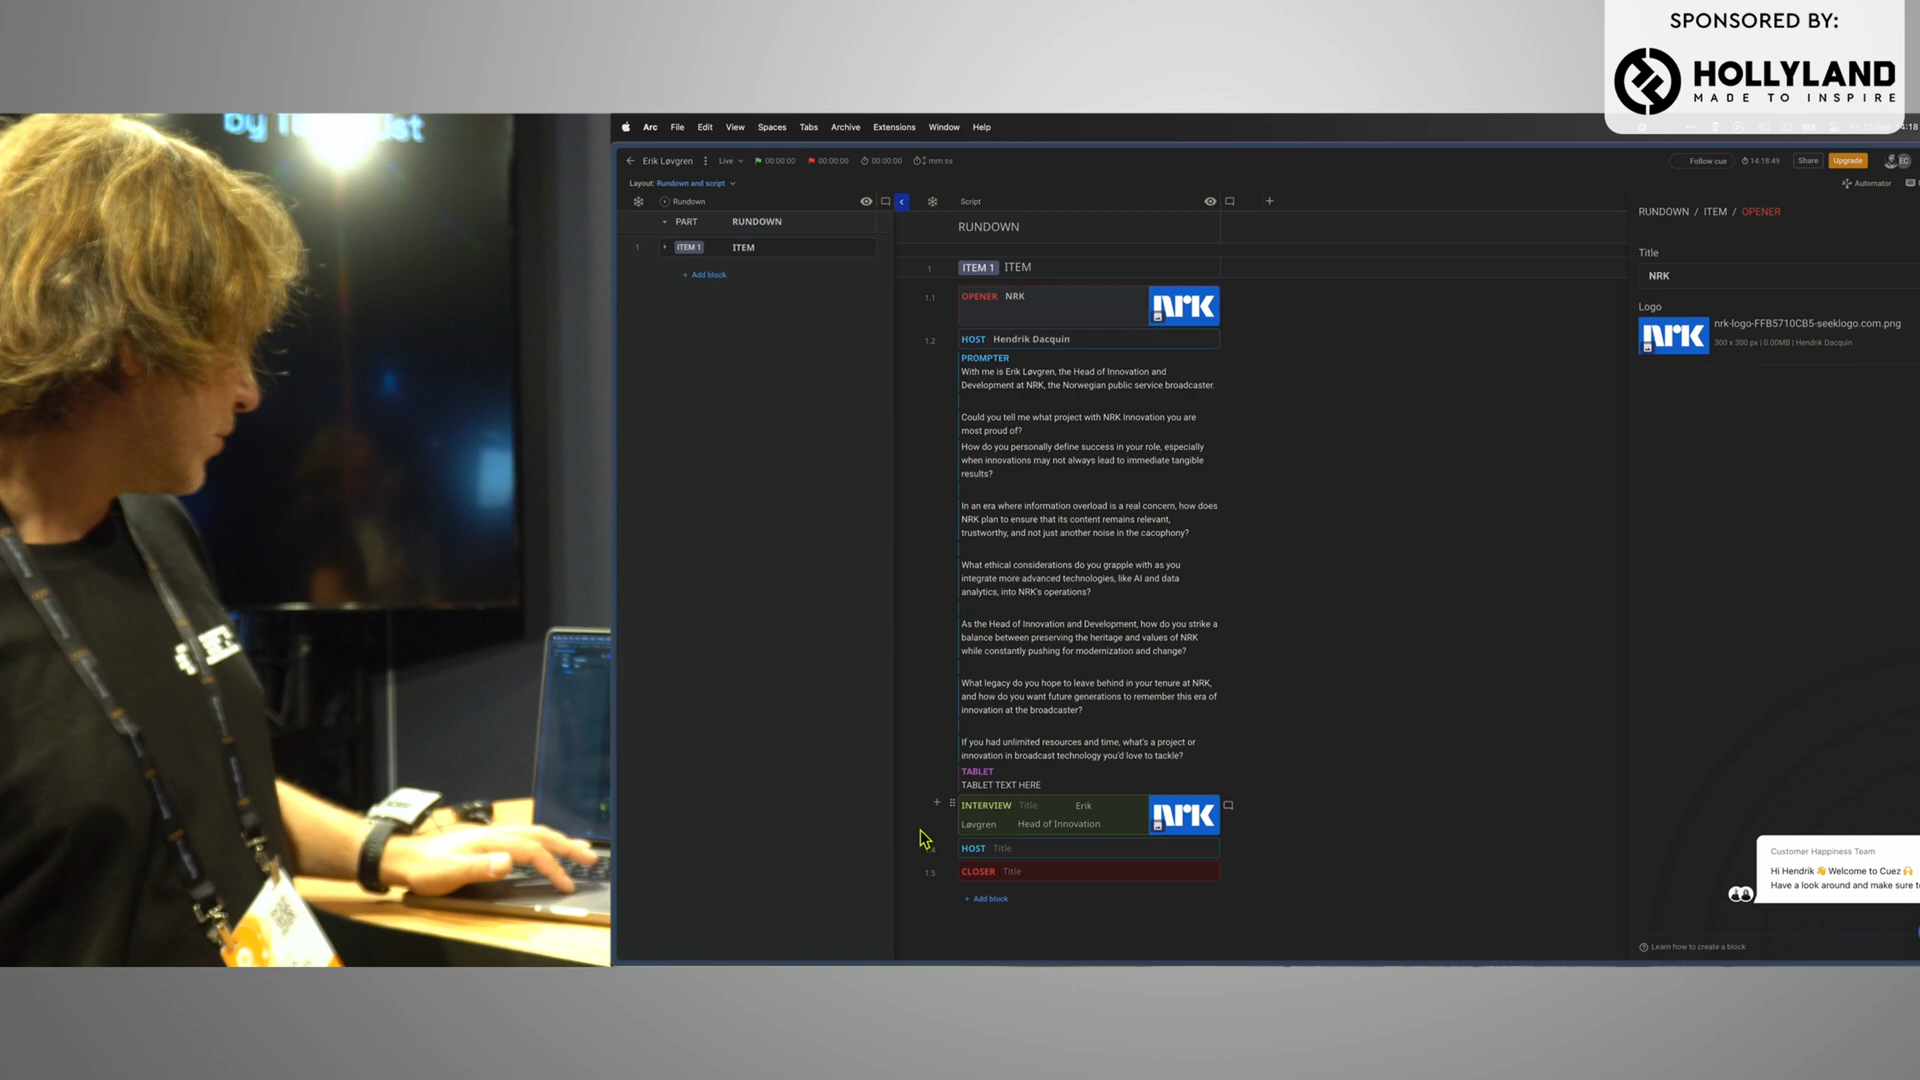 SPONSORED BY:
HOLLYLAND
MADE TO INSPIRE
Arc File Edit View Spaces Tabs Archive Extensions Window Help
14:18
Erik Løvgren Live 00:00:00 00:00:00 00:00:00 mm:ss
Follow cue 14:18:49 Share Upgrade EC
Layout: Rundown and script
Automator
Rundown
Script
PART RUNDOWN
1 ITEM 1 ITEM
+ Add block
RUNDOWN
1 ITEM 1 ITEM
1.1 OPENER NRK
nrk
1.2 HOST Hendrik Dacquin
PROMPTER
With me is Erik Løvgren, the Head of Innovation and
Development at NRK, the Norwegian public service broadcaster.
Could you tell me what project with NRK Innovation you are
most proud of?
How do you personally define success in your role, especially
when innovations may not always lead to immediate tangible
results?
In an era where information overload is a real concern, how does
NRK plan to ensure that its content remains relevant,
trustworthy, and not just another noise in the cacophony?
What ethical considerations do you grapple with as you
integrate more advanced technologies, like AI and data
analytics, into NRK's operations?
As the Head of Innovation and Development, how do you strike a
balance between preserving the heritage and values of NRK
while constantly pushing for modernization and change?
What legacy do you hope to leave behind in your tenure at NRK,
and how do you want future generations to remember this era of
innovation at the broadcaster?
If you had unlimited resources and time, what's a project or
innovation in broadcast technology you'd love to tackle?
TABLET
TABLET TEXT HERE
INTERVIEW Title Erik
Løvgren Head of Innovation
nrk
HOST Title
1.5 CLOSER Title
+ Add block
RUNDOWN / ITEM / OPENER
Title
NRK
Logo
nrk
nrk-logo-FFB5710CB5-seeklogo.com.png
300 x 300 px | 0.00MB | Hendrik Dacquin
Customer Happiness Team
Hi Hendrik 👋 Welcome to Cuez 🙌
Have a look around and make sure t
Learn how to create a block